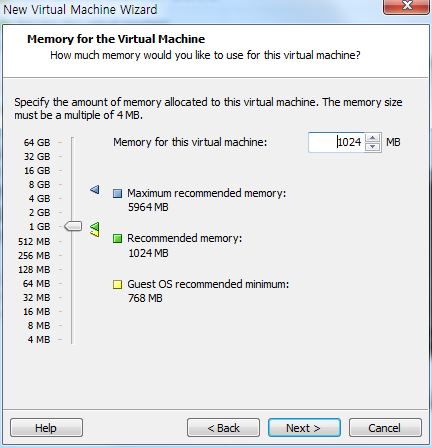 New Virtual Machine Wizard
Memory for the Virtual Machine
How much memory would you like to use for this virtual machine?
Specify the amount of memory allocated to this virtual machine. The memory size
must be a multiple of 4 MB.
Memory for this virtual machine: 1024 MB
64 GB
32 GB
16 GB
8 GB
4 GB
2 GB
1 GB
512 MB
256 MB
128 MB
64 MB
32 MB
16 MB
8 MB
4 MB
Maximum recommended memory:
5964 MB
Recommended memory:
1024 MB
Guest OS recommended minimum:
768 MB
Help
< Back
Next >
Cancel